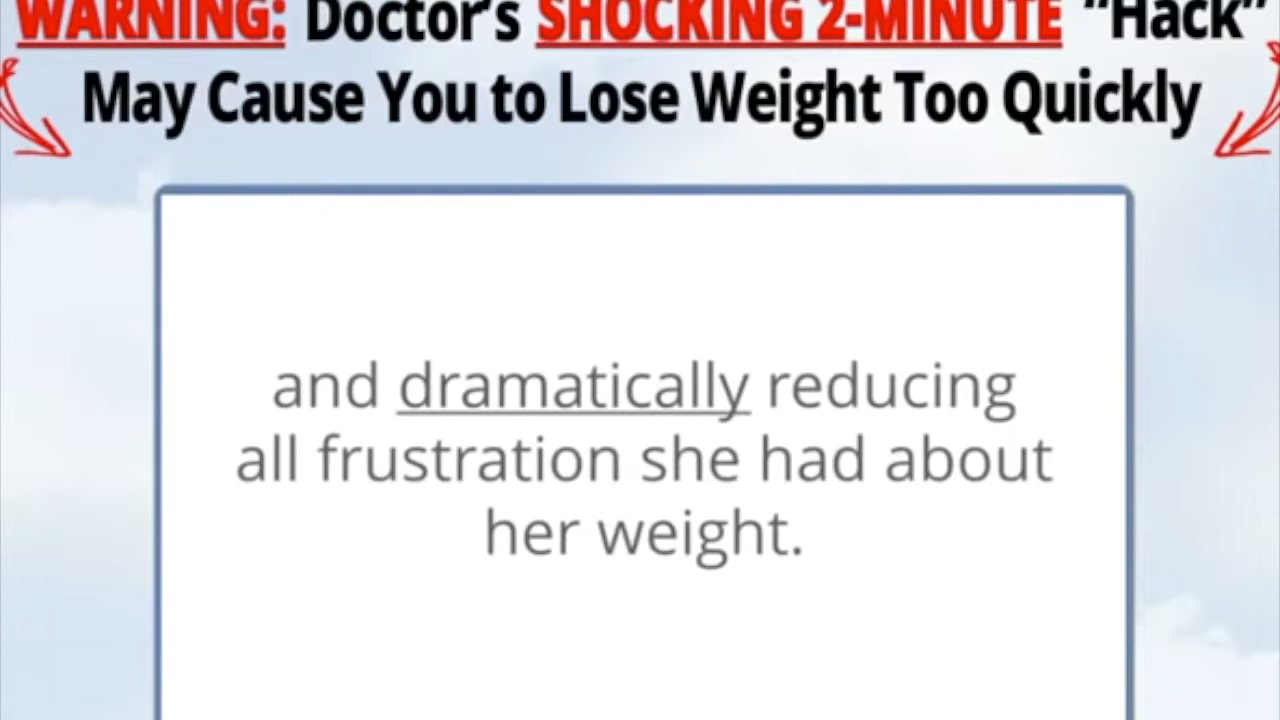 WARNING: Doctor's SHOCKING 2-MINUTE "Hack"
May Cause You to Lose Weight Too Quickly
and dramatically reducing
all frustration she had about
her weight.